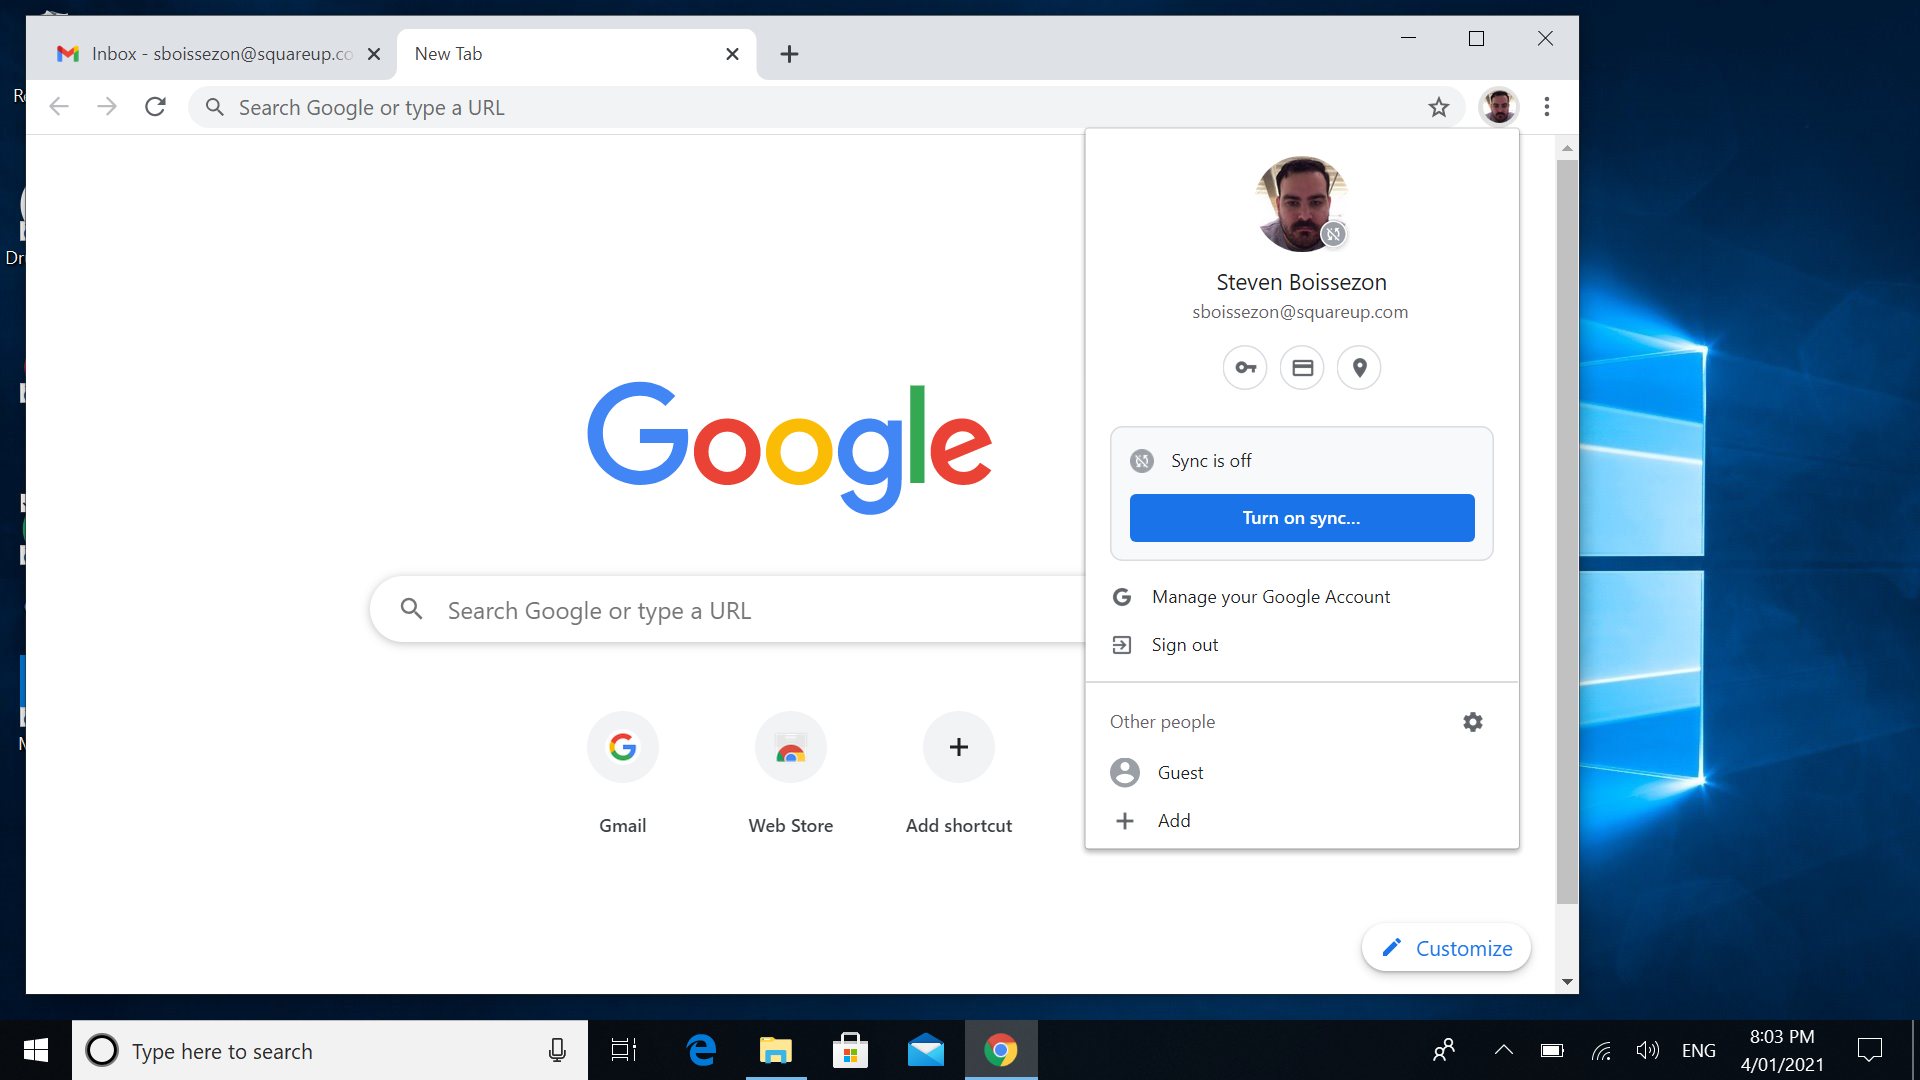 Inbox - sboissezon@squareup.co
New Tab
Search Google or type a URL
Steven Boissezon
sboissezon@squareup.com
Google
Sync is off
Turn on sync...
Search Google or type a URL
Manage your Google Account
Sign out
Other people
Guest
Add
Gmail
Web Store
Add shortcut
Customize
Type here to search
ENG
8:03 PM
4/01/2021